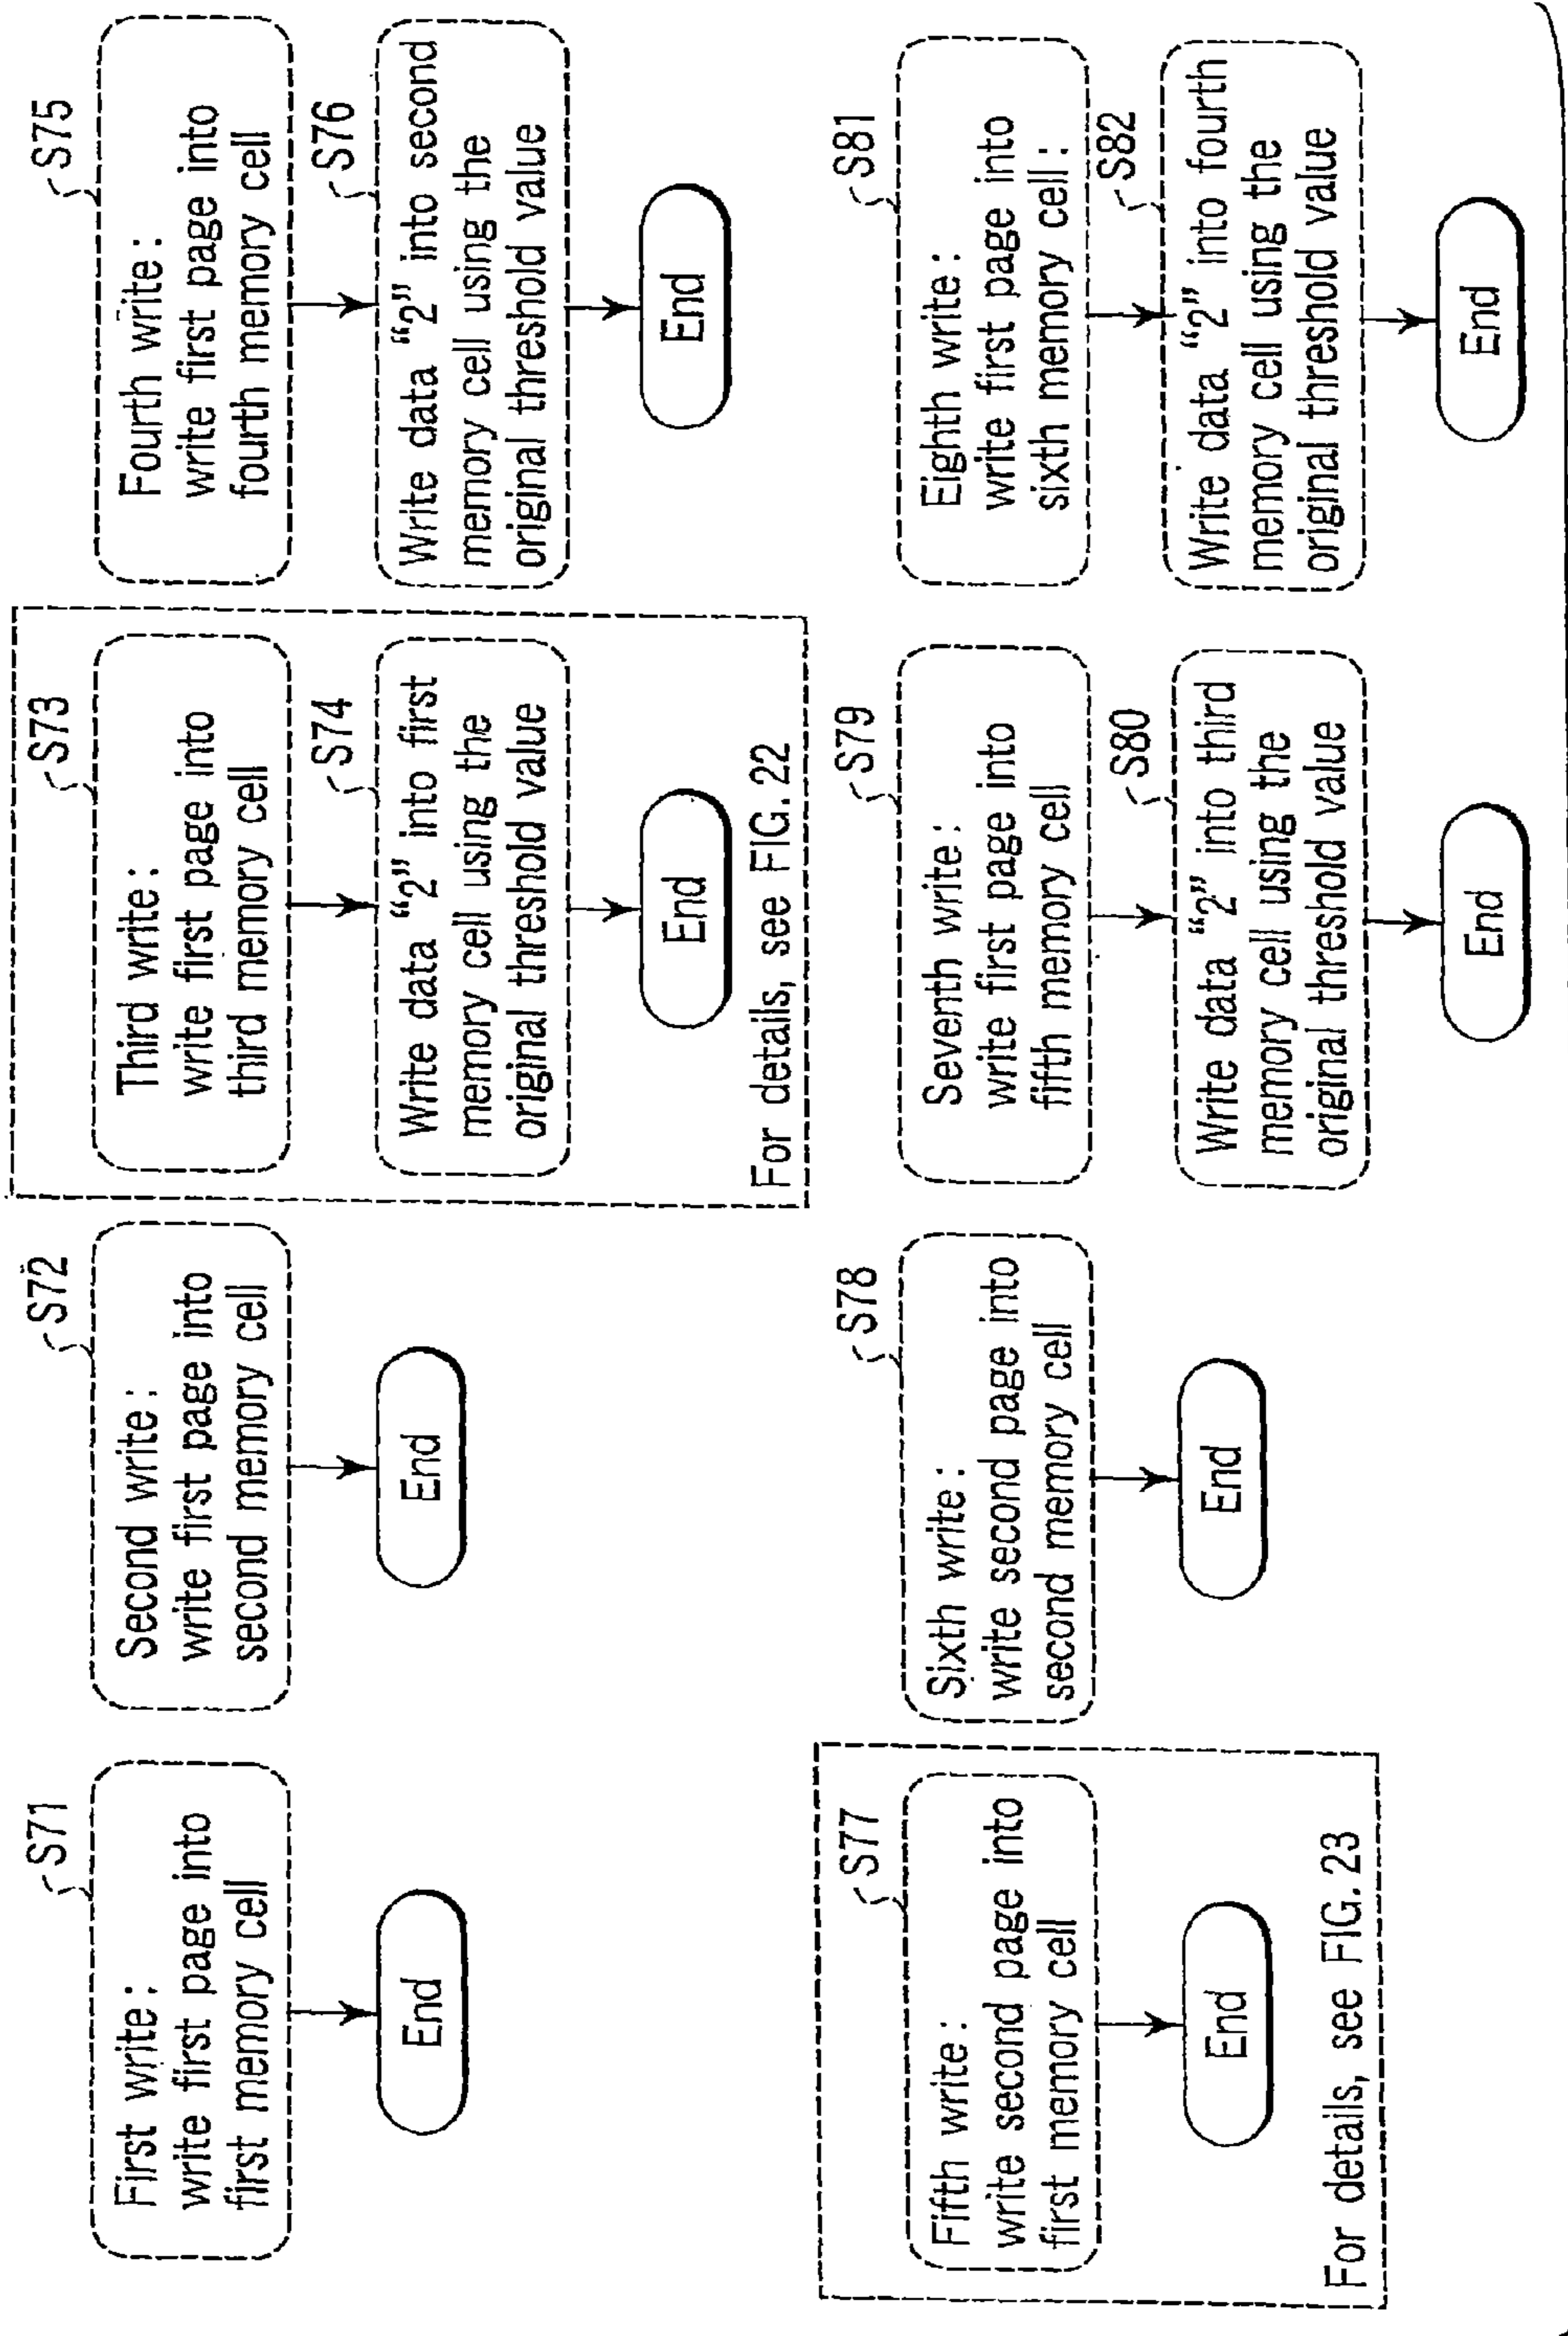 S71
First write :
write first page into
first memory cell
End
S72
Second write :
write first page into
second memory cell
End
S73
Third write :
write first page into
third memory cell
S74
Write data “2” into first
memory cell using the
original threshold value
End
For details, see FIG. 22
S75
Fourth write :
write first page into
fourth memory cell
S76
Write data “2” into second
memory cell using the
original threshold value
End
S77
Fifth write :
write second page into
first memory cell
End
For details, see FIG. 23
S78
Sixth write :
write second page into
second memory cell
End
S79
Seventh write :
write first page into
fifth memory cell
S80
Write data “2” into third
memory cell using the
original threshold value
End
S81
Eighth write :
write first page into
sixth memory cell :
S82
Write data “2” into fourth
memory cell using the
original threshold value
End